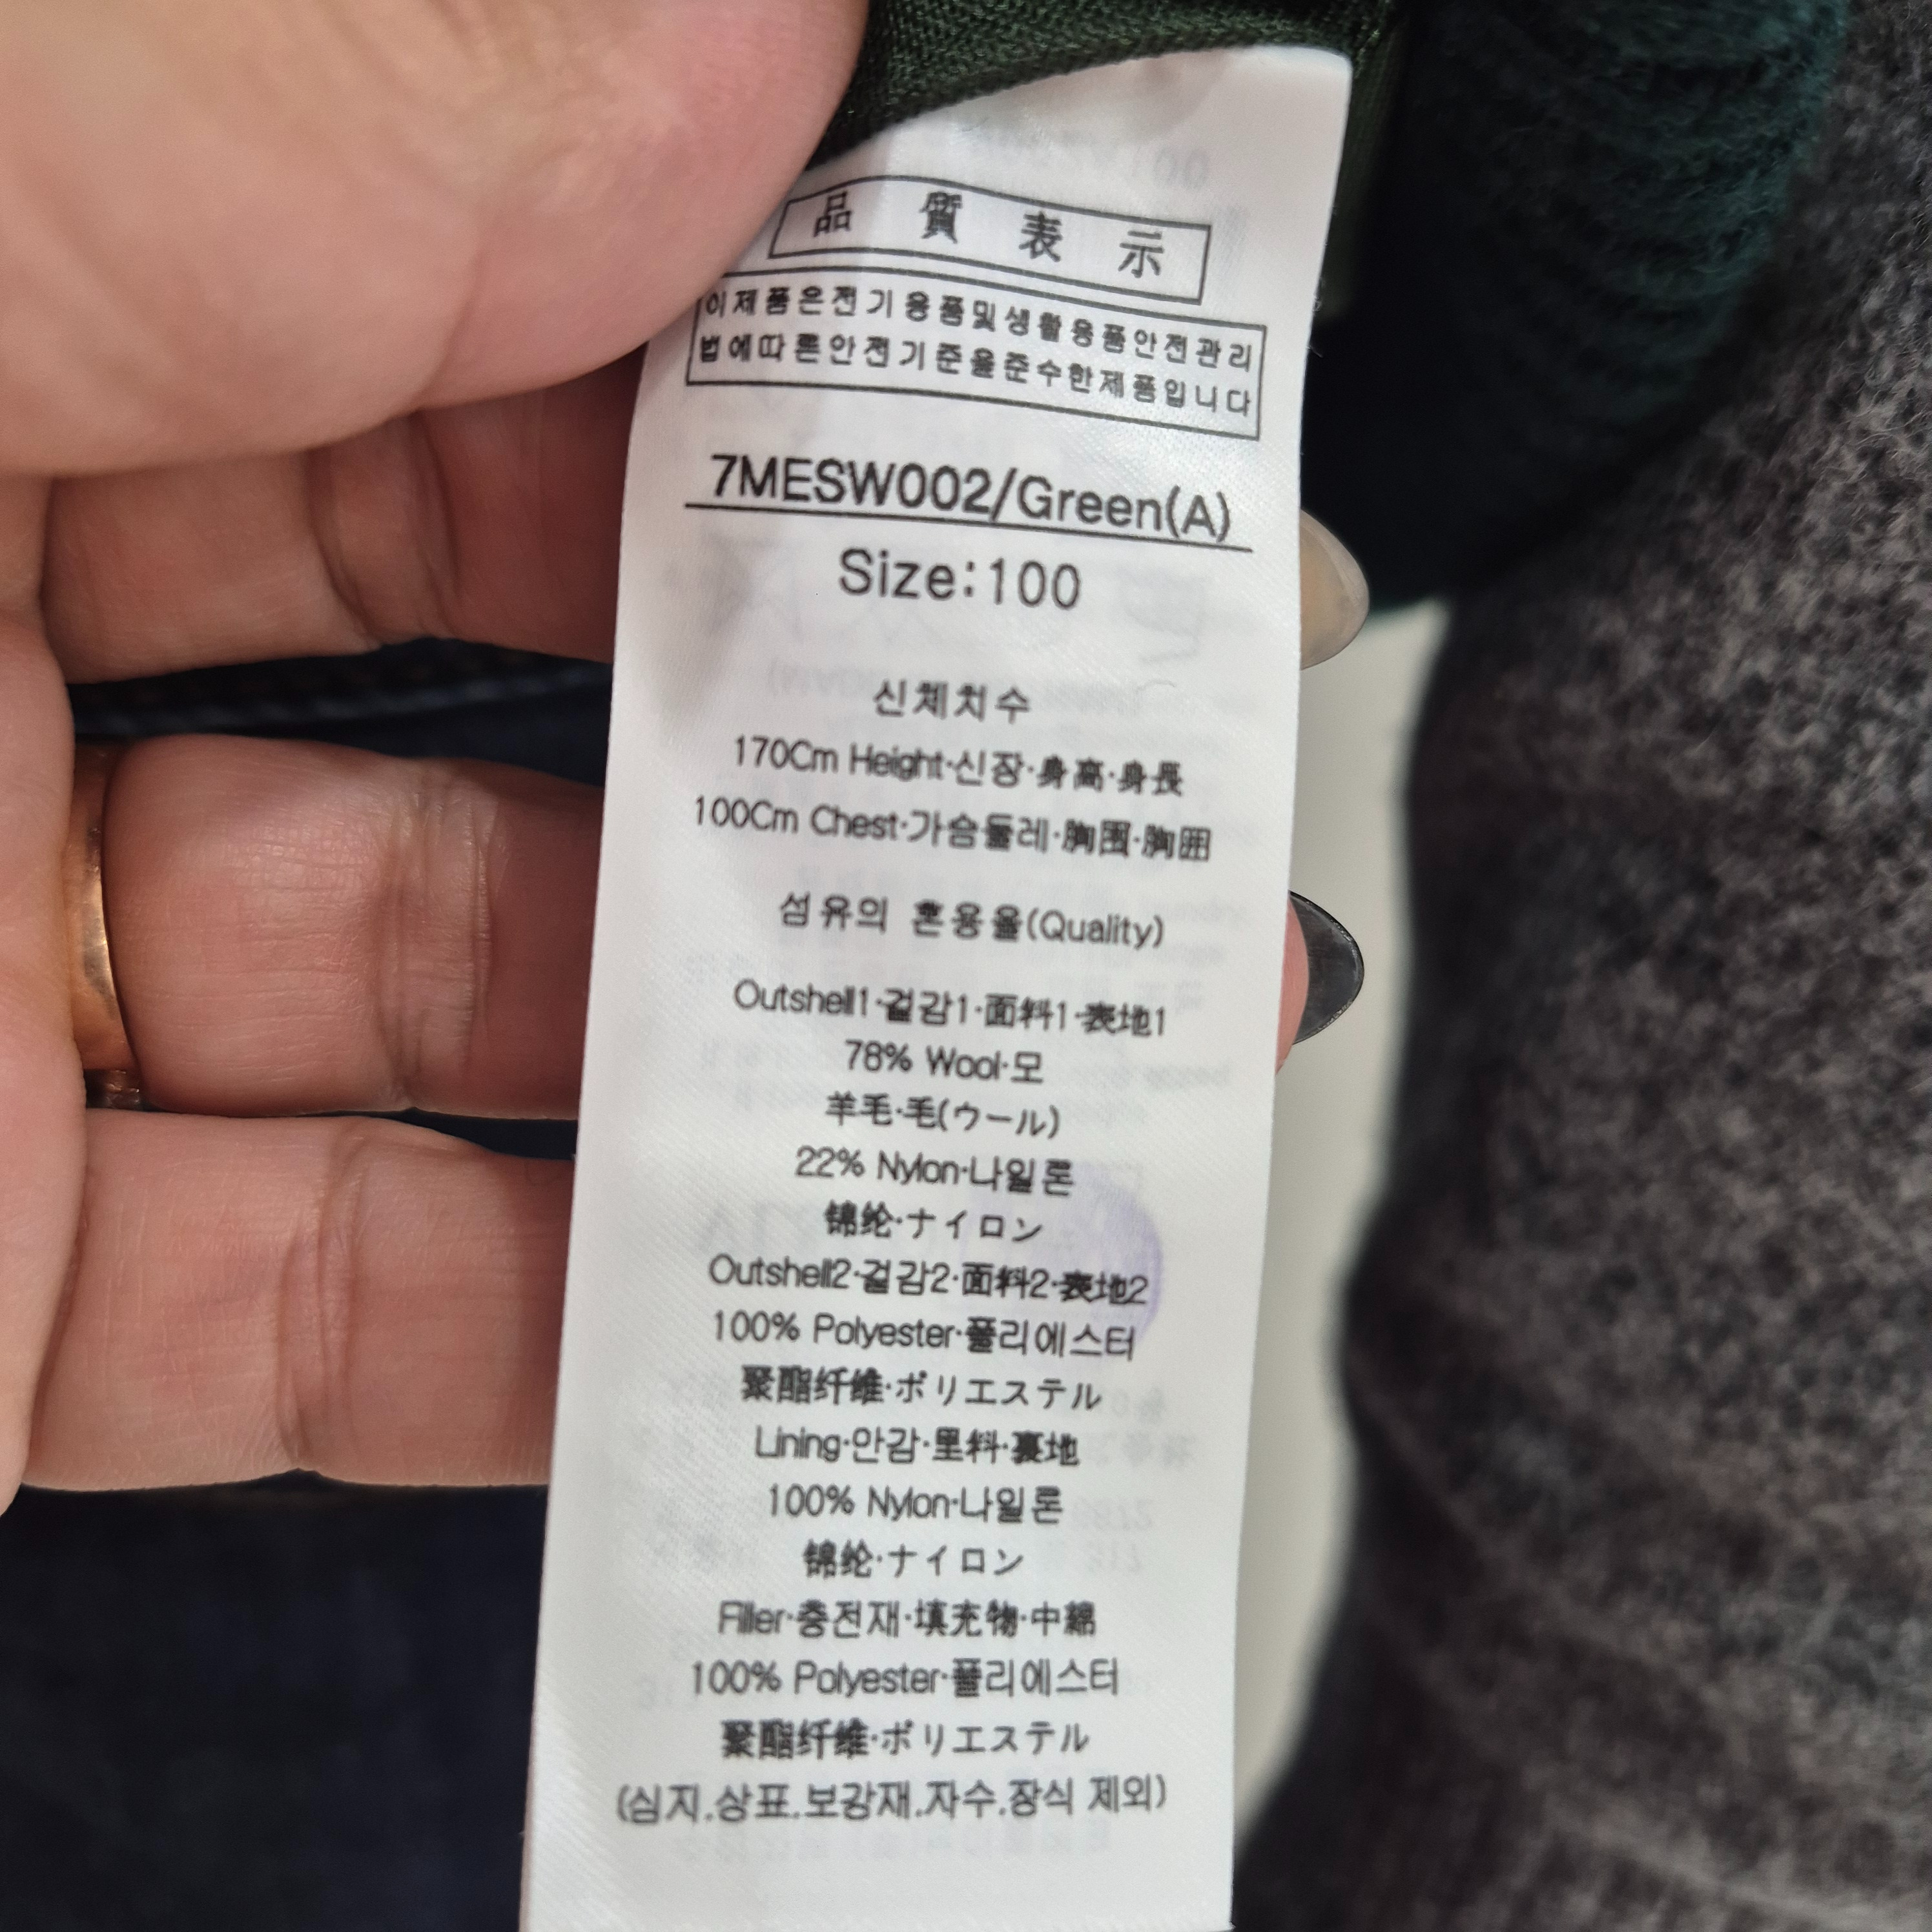 品質表示
이제품은전기용품및생활용품안전관리
법에따른안전기준을준수한제품입니다
7MESW002/Green(A)
Size:100
신체치수
170Cm Height·신장·身高·身長
100Cm Chest·가슴둘레·胸围·胸囲
섬유의 혼용율(Quality)
Outshell1·겉감1·面料1·表地1
78% Wool·모
羊毛·毛(ウール)
22% Nylon·나일론
锦纶·ナイロン
Outshell2·겉감2·面料2·表地2
100% Polyester·폴리에스터
聚酯纤维·ポリエステル
Lining·안감·里料·裏地
100% Nylon·나일론
锦纶·ナイロン
Filler·충전재·填充物·中綿
100% Polyester·폴리에스터
聚酯纤维·ポリエステル
(심지.상표.보강재.자수.장식 제외)